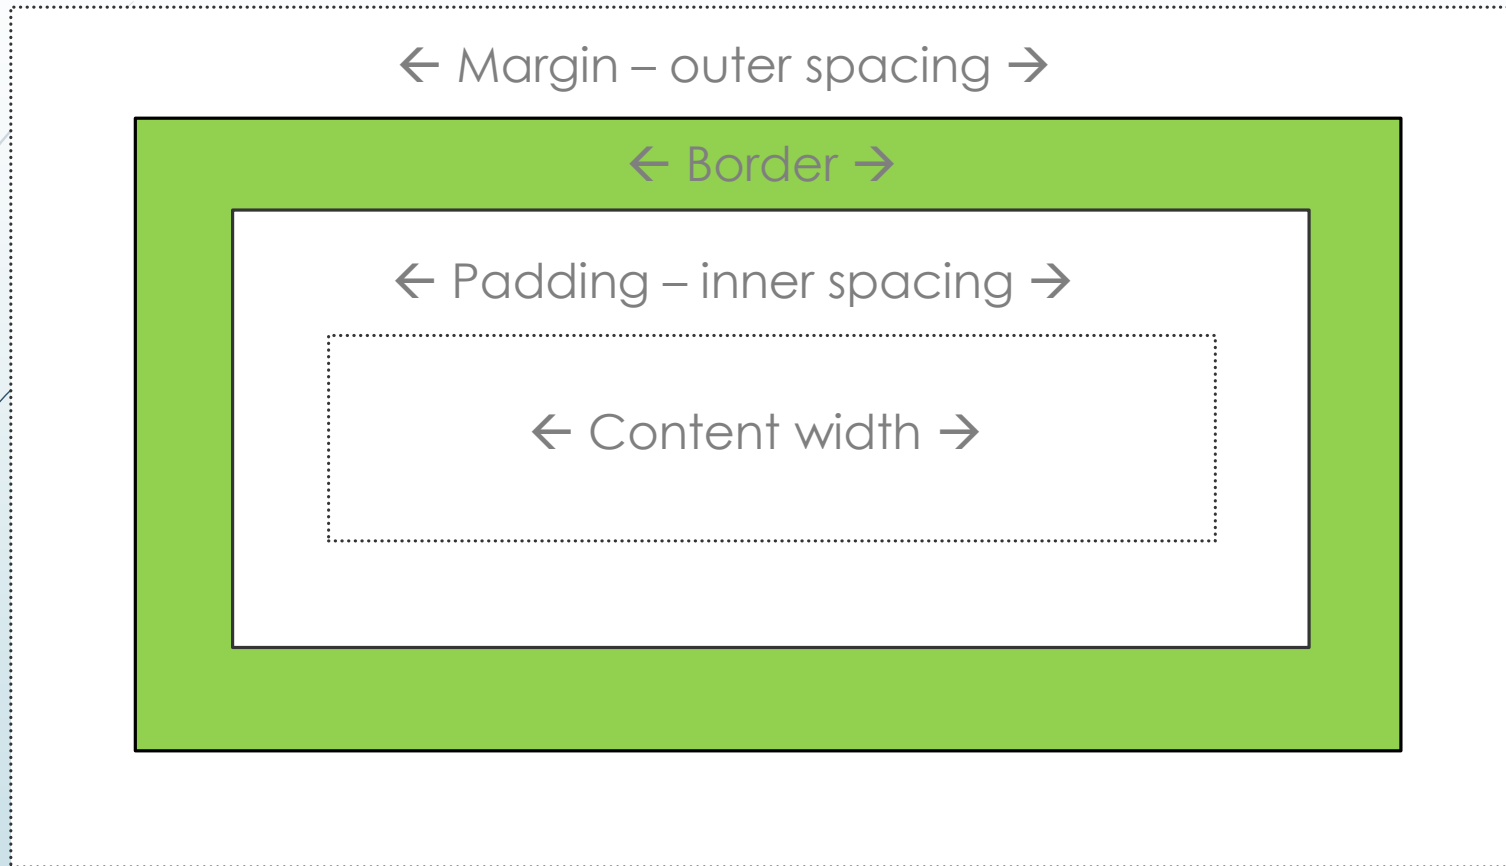 ← Margin – outer spacing →
← Border →
← Padding – inner spacing →
← Content width →